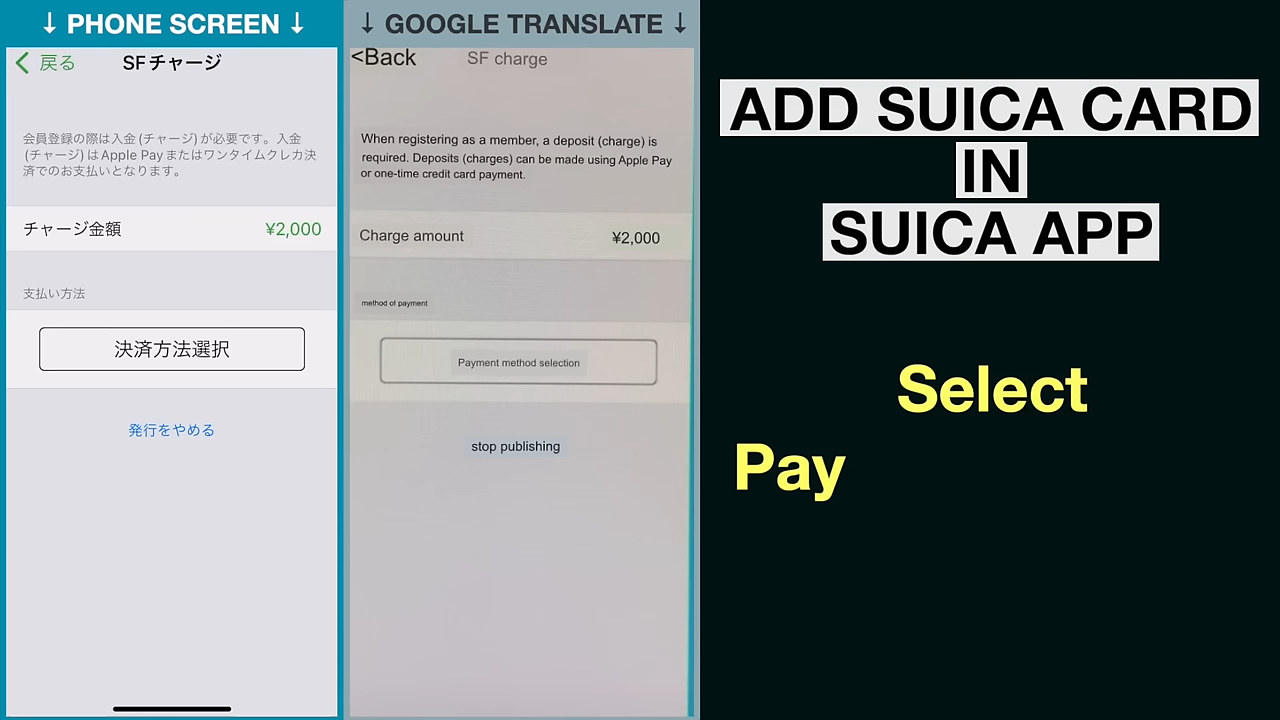 ↓ PHONE SCREEN ↓
戻る
SFチャージ
会員登録の際は入金(チャージ)が必要です。入金
(チャージ)はApple Payまたはワンタイムクレカ決
済でのお支払いとなります。
チャージ金額
¥2,000
支払い方法
決済方法選択
発行をやめる
↓ GOOGLE TRANSLATE ↓
<Back
SF charge
When registering as a member, a deposit (charge) is
required. Deposits (charges) can be made using Apple Pay
or one-time credit card payment.
Charge amount
¥2,000
method of payment
Payment method selection
stop publishing
ADD SUICA CARD
IN
SUICA APP
Select
Pay